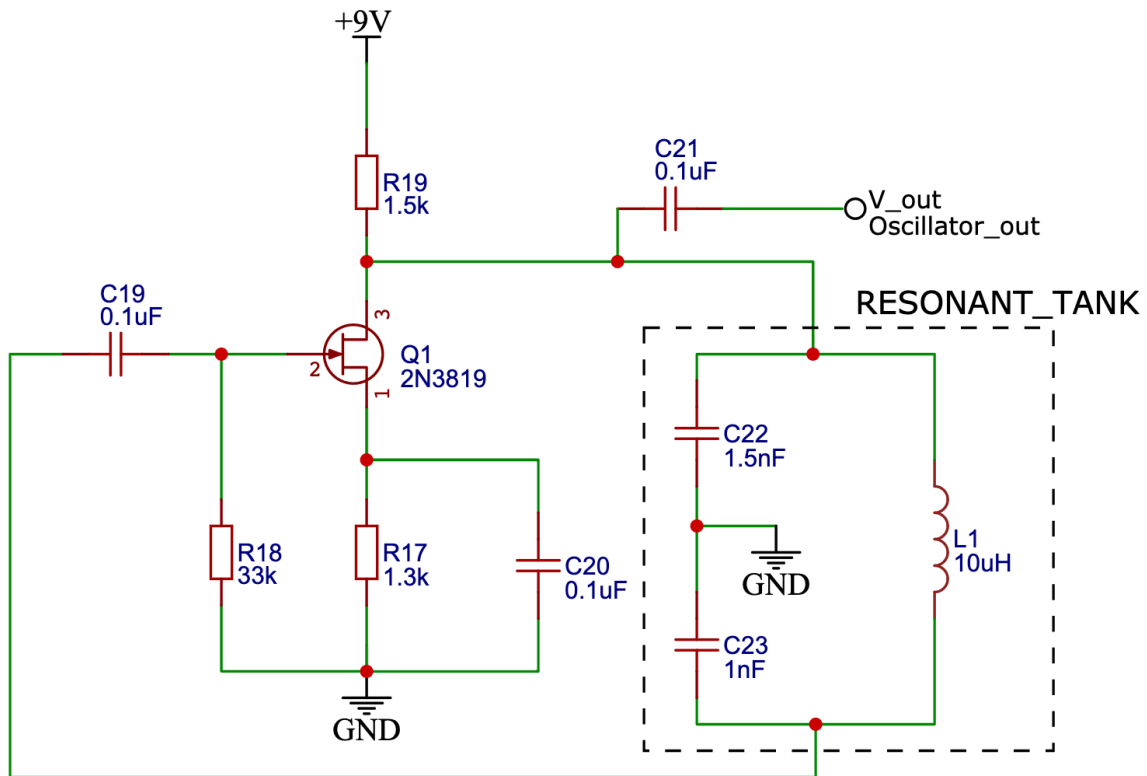 +9V
R19
1.5k
C21
0.1uF
V_out
Oscillator_out
C19
0.1uF
3
2
1
Q1
2N3819
RESONANT_TANK
C22
1.5nF
GND
L1
10uH
R18
33k
R17
1.3k
C20
0.1uF
C23
1nF
GND